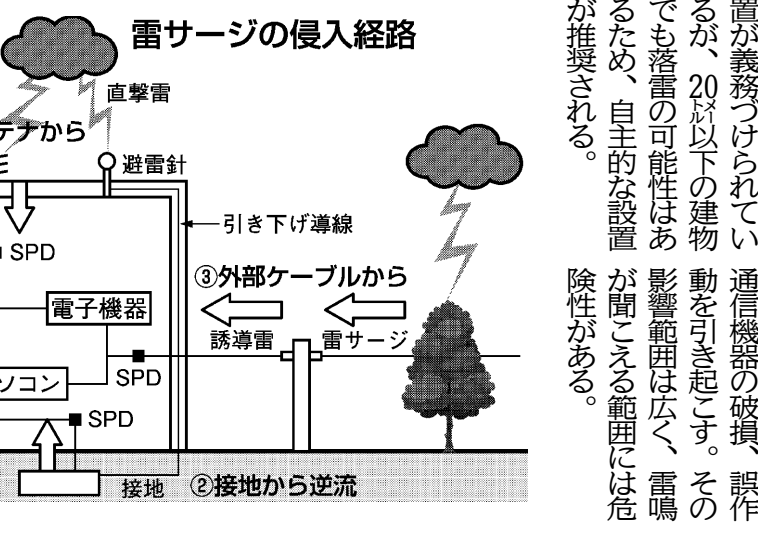 置が義務づけられてい
るが、20㍍以下の建物
でも落雷の可能性はあ
るため、自主的な設置
が推奨される。
通信機器の破損、誤作
動を引き起こす。その
影響範囲は広く、雷鳴
が聞こえる範囲には危
険性がある。
雷サージの侵入経路
直撃雷
テナから
避雷針
引き下げ導線
SPD
③外部ケーブルから
電子機器
誘導雷
雷サージ
ソコン
SPD
SPD
接地
②接地から逆流